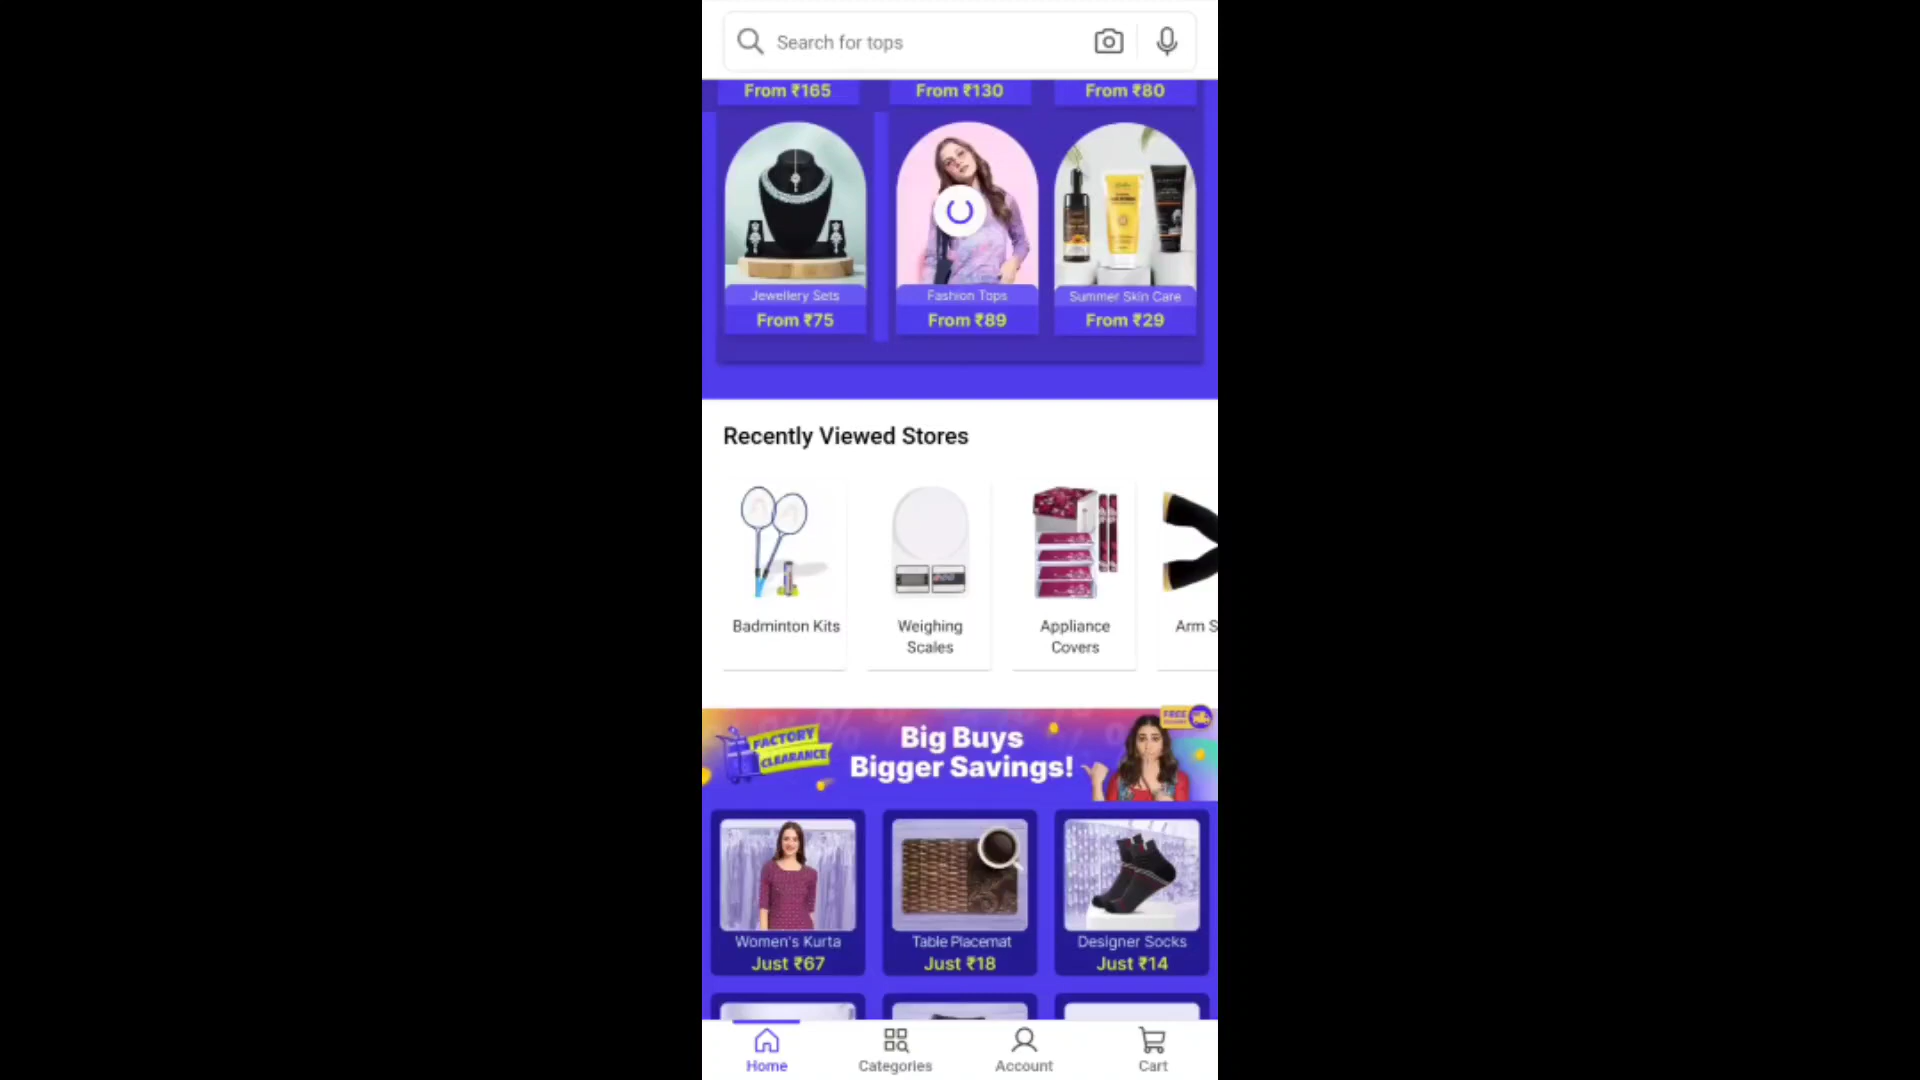 Search for tops
From ₹165
From ₹130
From ₹80
Jewellery Sets
From ₹75
Fashion Tops
From ₹89
Summer Skin Care
From ₹29
Recently Viewed Stores
Badminton Kits
Weighing
Scales
Appliance
Covers
Arm S
FACTORY
CLEARANCE
Big Buys
Bigger Savings!
FREE
Women's Kurta
Just ₹67
Table Placemat
Just ₹18
Designer Socks
Just ₹14
Home
Categories
Account
Cart